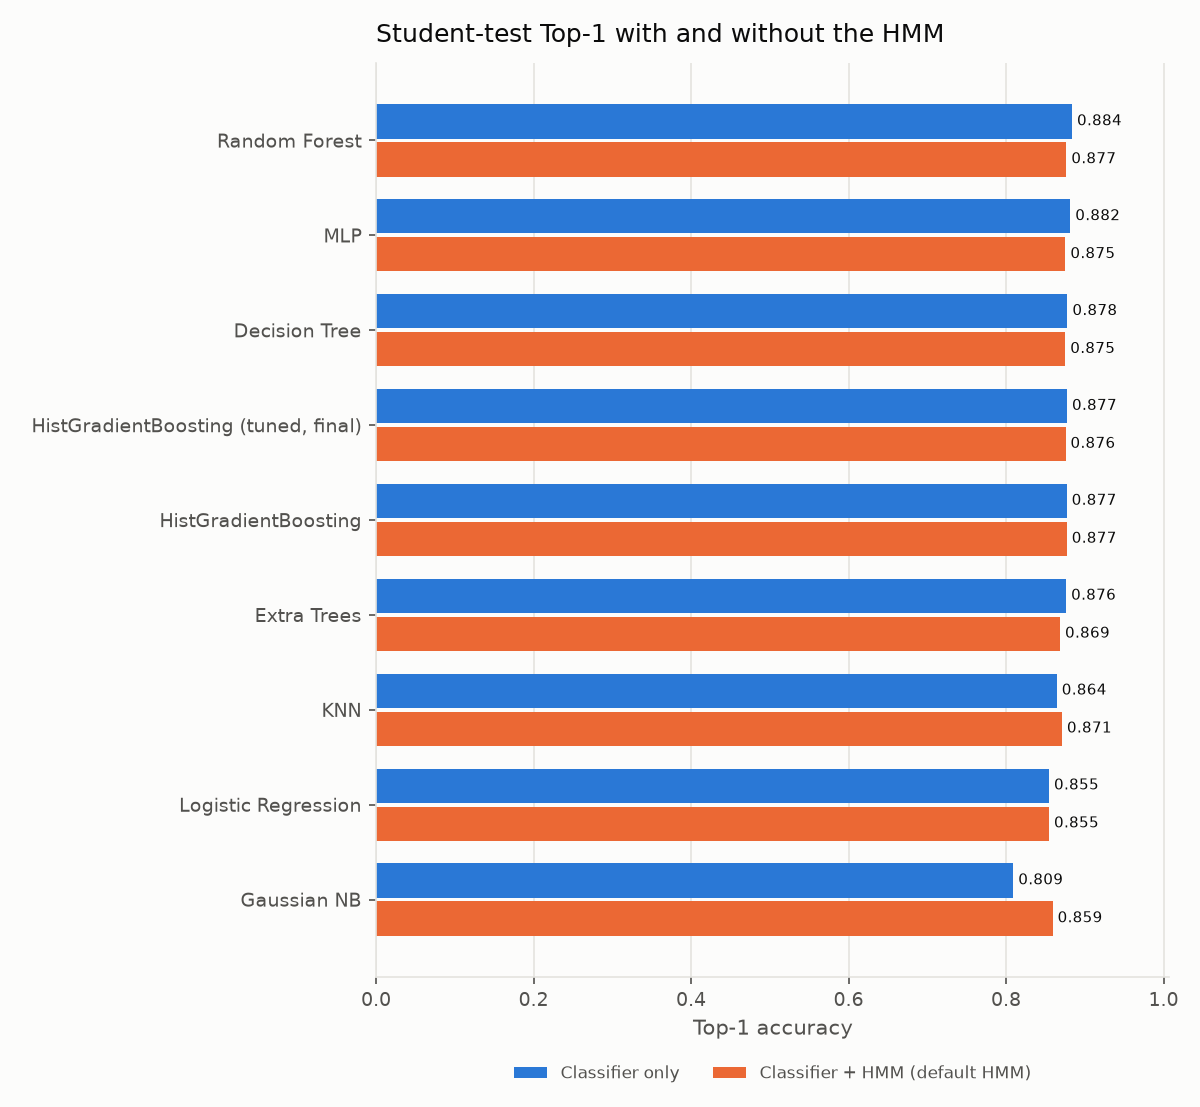 Student-test Top-1 with and without the HMM
Random Forest
0.884
0.877
MLP
0.882
0.875
Decision Tree
0.878
0.875
HistGradientBoosting (tuned, final)
0.877
0.876
HistGradientBoosting
0.877
0.877
Extra Trees
0.876
0.869
KNN
0.864
0.871
Logistic Regression
0.855
0.855
Gaussian NB
0.809
0.859
0.0 0.2 0.4 0.6 0.8 1.0
Top-1 accuracy
Classifier only Classifier + HMM (default HMM)